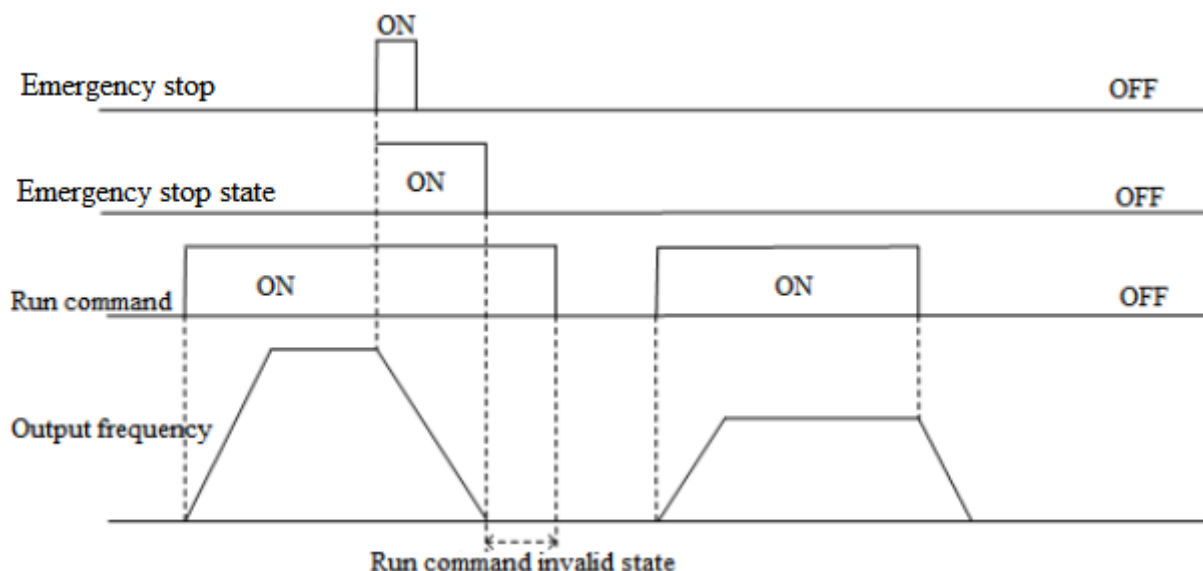 ON
Emergency stop
OFF
ON
Emergency stop state
OFF
ON
ON
Run command
OFF
Output frequency
Run command invalid state